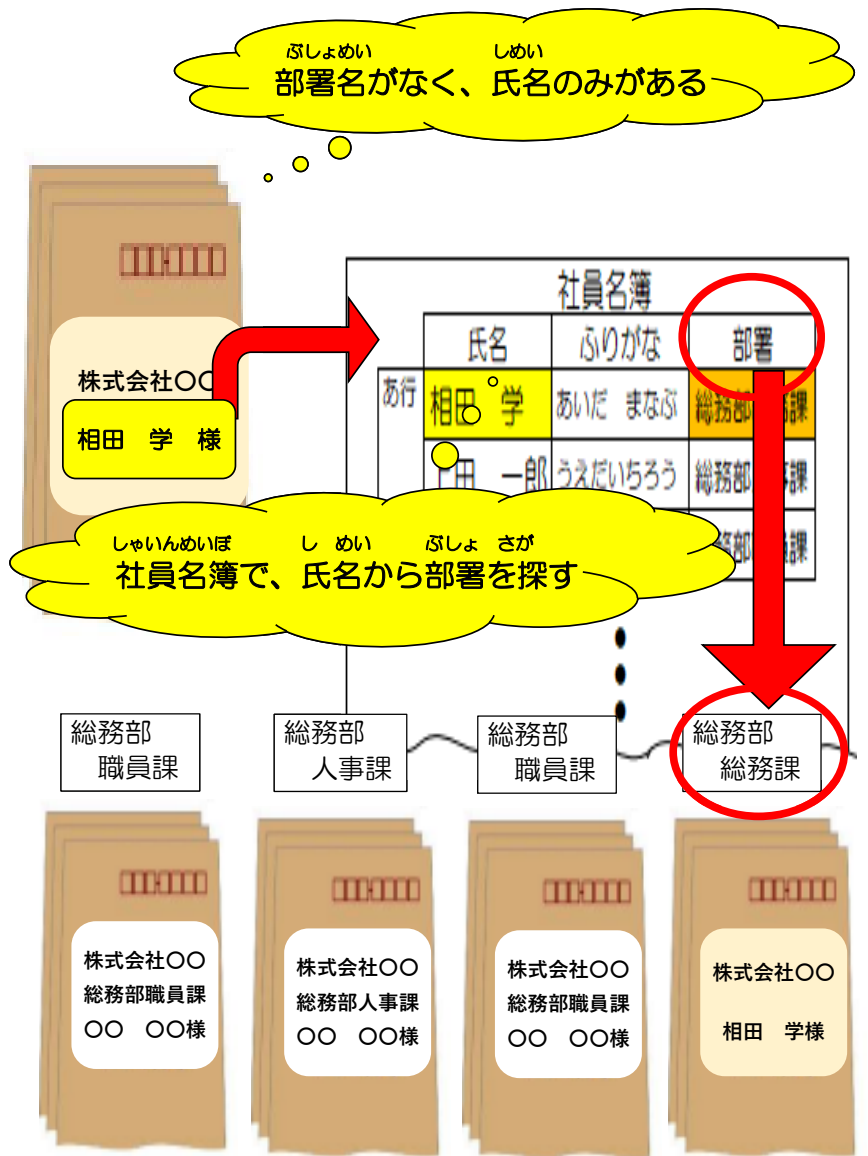 ぶしょめい しめい
部署名がなく、氏名のみがある
株式会社〇〇
相田 学 様
社員名簿
氏名 ふりがな 部署
あ行 相田 学 あいだ まなぶ 総務部 課
田 一郎 うえだいちろう 総務部 課
部 課
しゃいんめいぼ し めい ぶしょ さが
社員名簿で、氏名から部署を探す
総務部
職員課
総務部
人事課
総務部
職員課
総務部
総務課
株式会社〇〇
総務部職員課
〇〇 〇〇様
株式会社〇〇
総務部人事課
〇〇 〇〇様
株式会社〇〇
総務部職員課
〇〇 〇〇様
株式会社〇〇
相田 学様